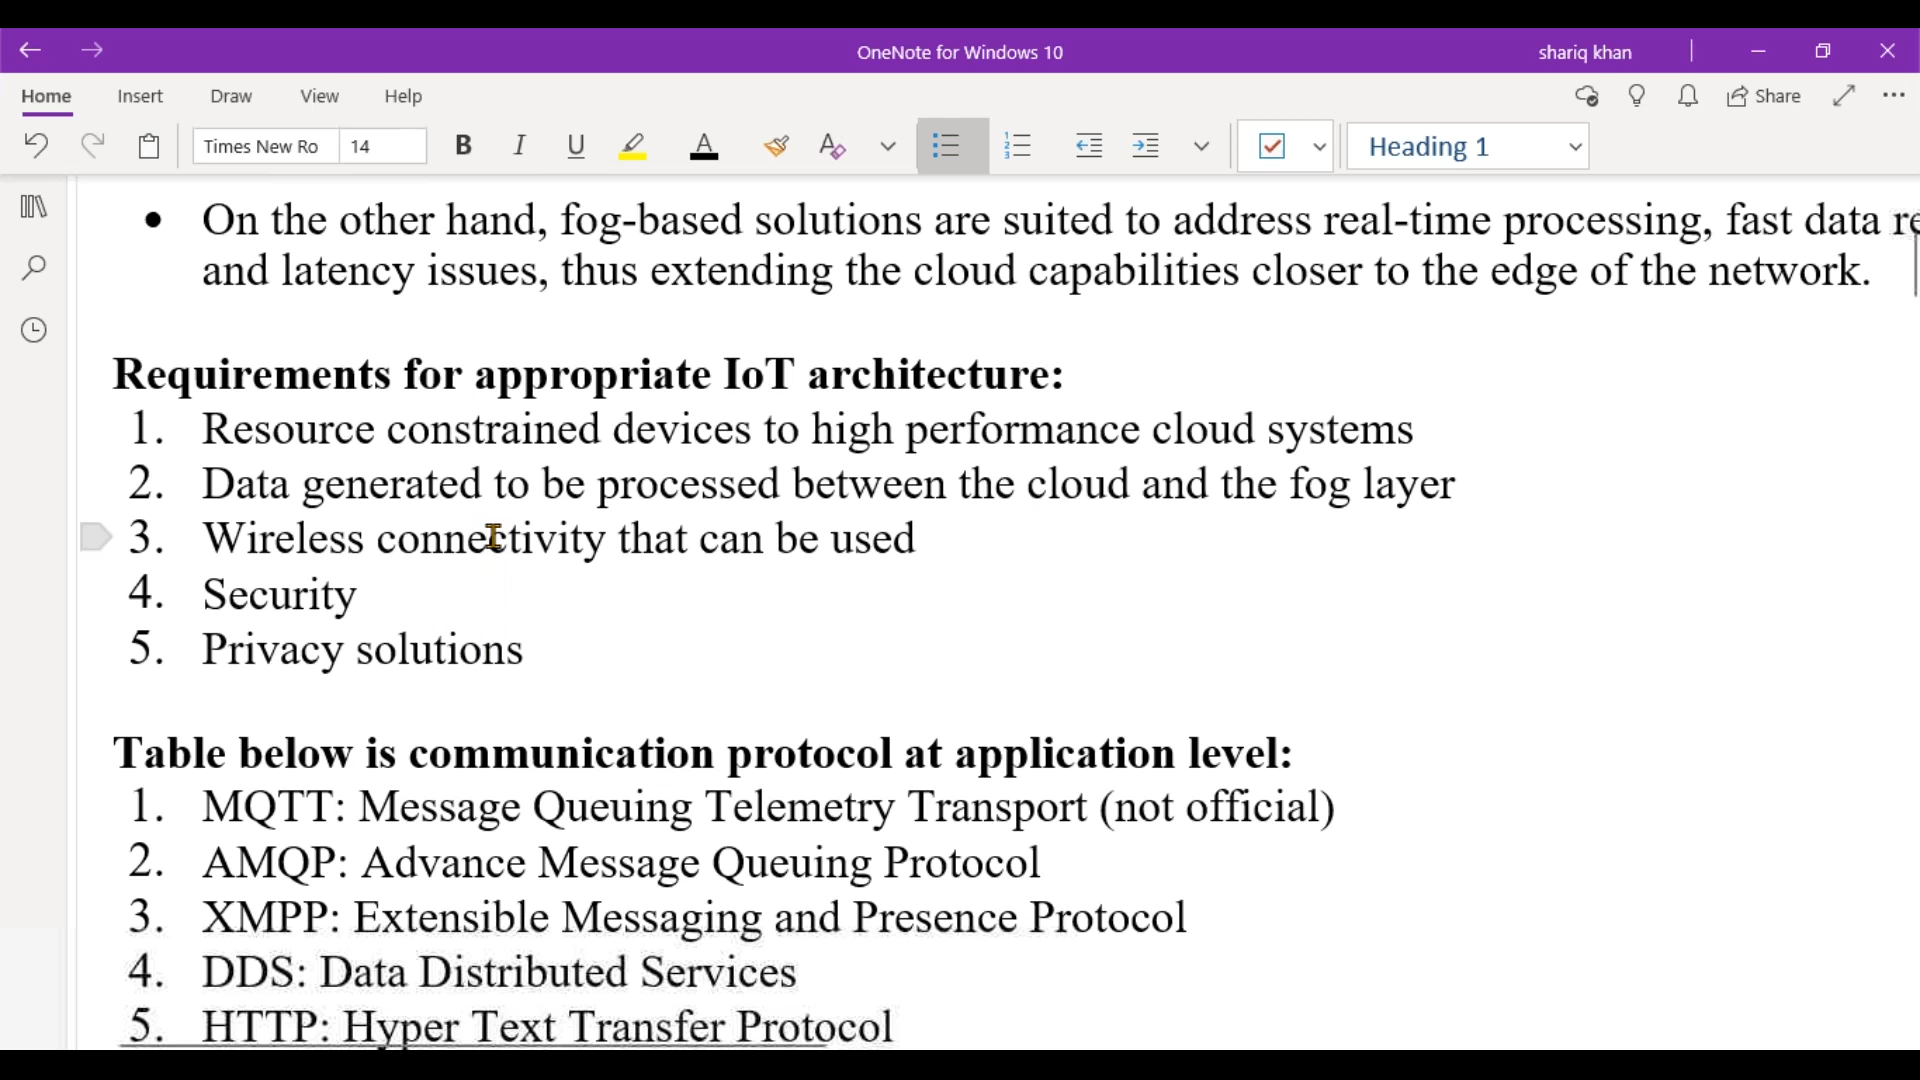 OneNote for Windows 10
shariq khan
Home Insert Draw View Help
Share
Times New Ro 14
B I U A A
Heading 1
• On the other hand, fog-based solutions are suited to address real-time processing, fast data
and latency issues, thus extending the cloud capabilities closer to the edge of the network.
Requirements for appropriate IoT architecture:
1. Resource constrained devices to high performance cloud systems
2. Data generated to be processed between the cloud and the fog layer
3. Wireless connectivity that can be used
4. Security
5. Privacy solutions
Table below is communication protocol at application level:
1. MQTT: Message Queuing Telemetry Transport (not official)
2. AMQP: Advance Message Queuing Protocol
3. XMPP: Extensible Messaging and Presence Protocol
4. DDS: Data Distributed Services
5. HTTP: Hyper Text Transfer Protocol